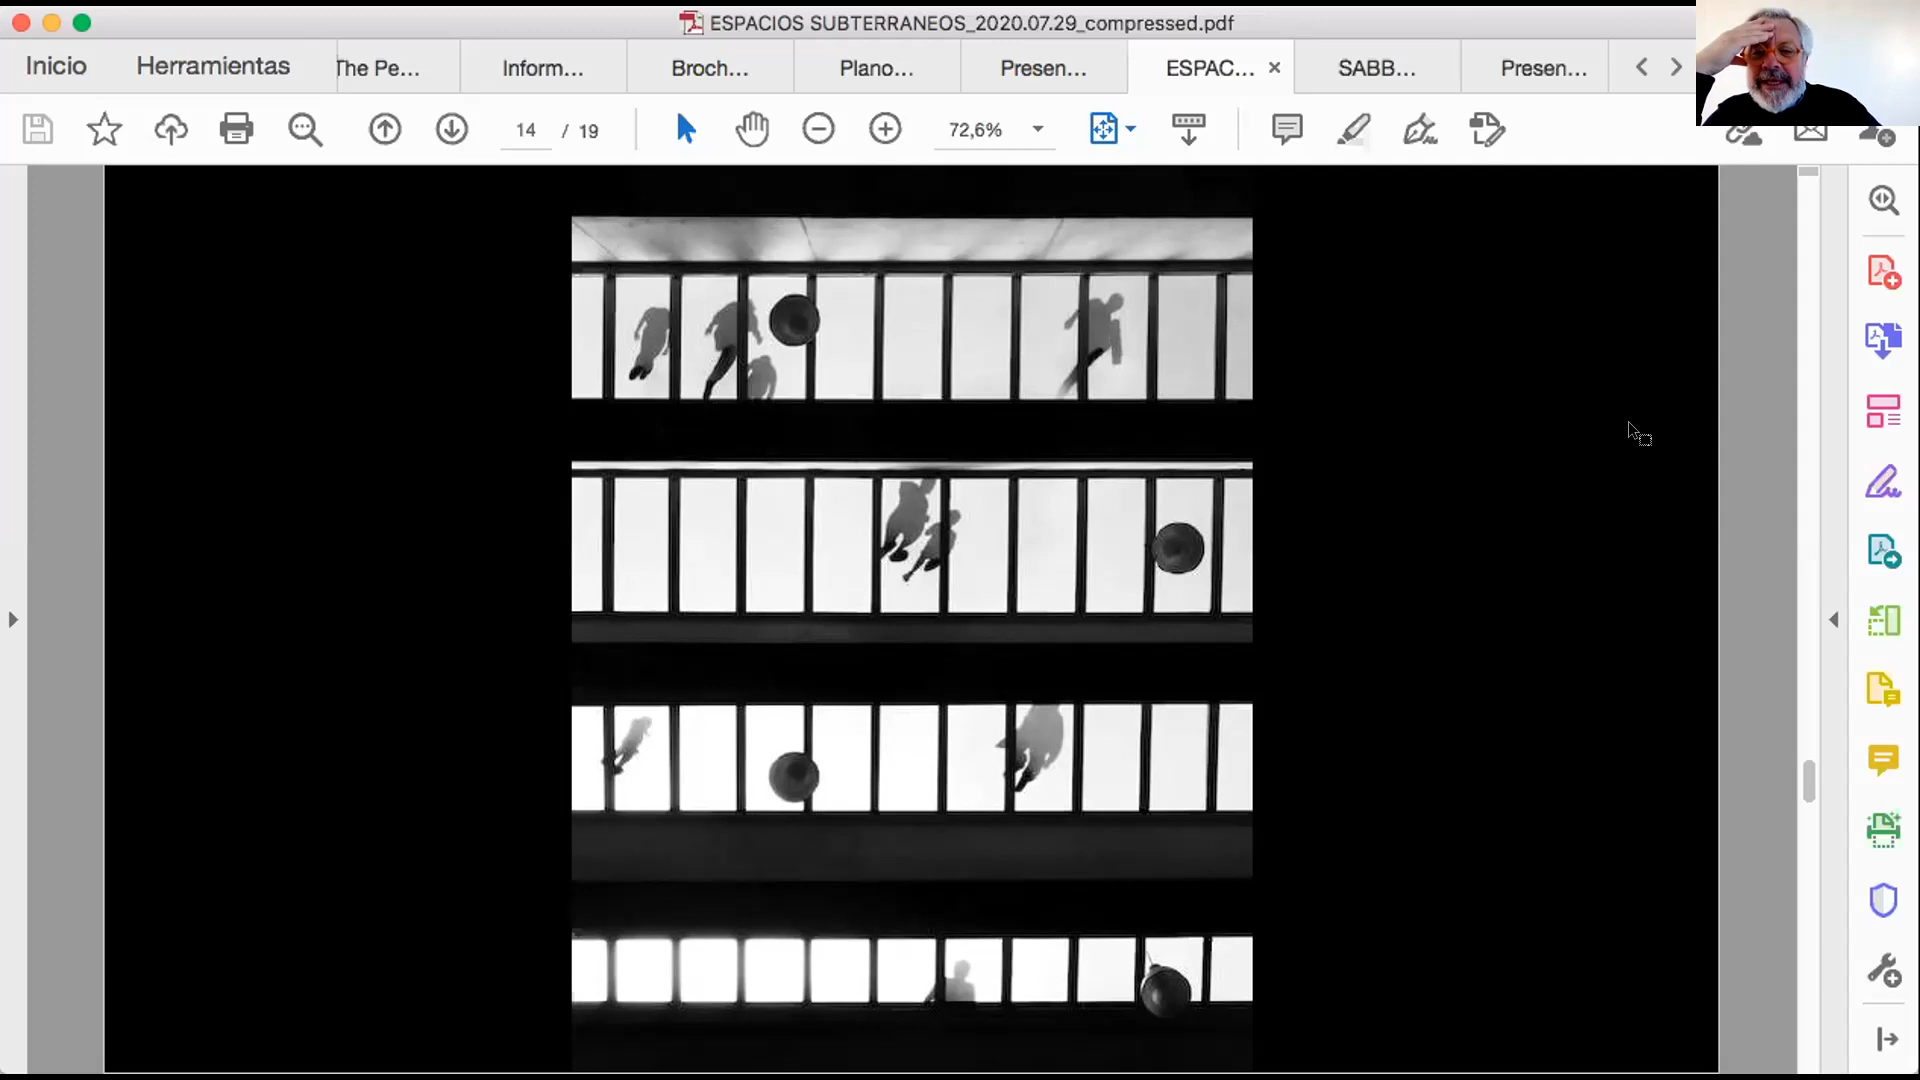 ESPACIOS SUBTERRANEOS_2020.07.29_compressed.pdf
Inicio Herramientas The Pe... Inform... Broch... Plano... Presen... ESPAC... × SABB... Presen...
14 / 19 72,6%